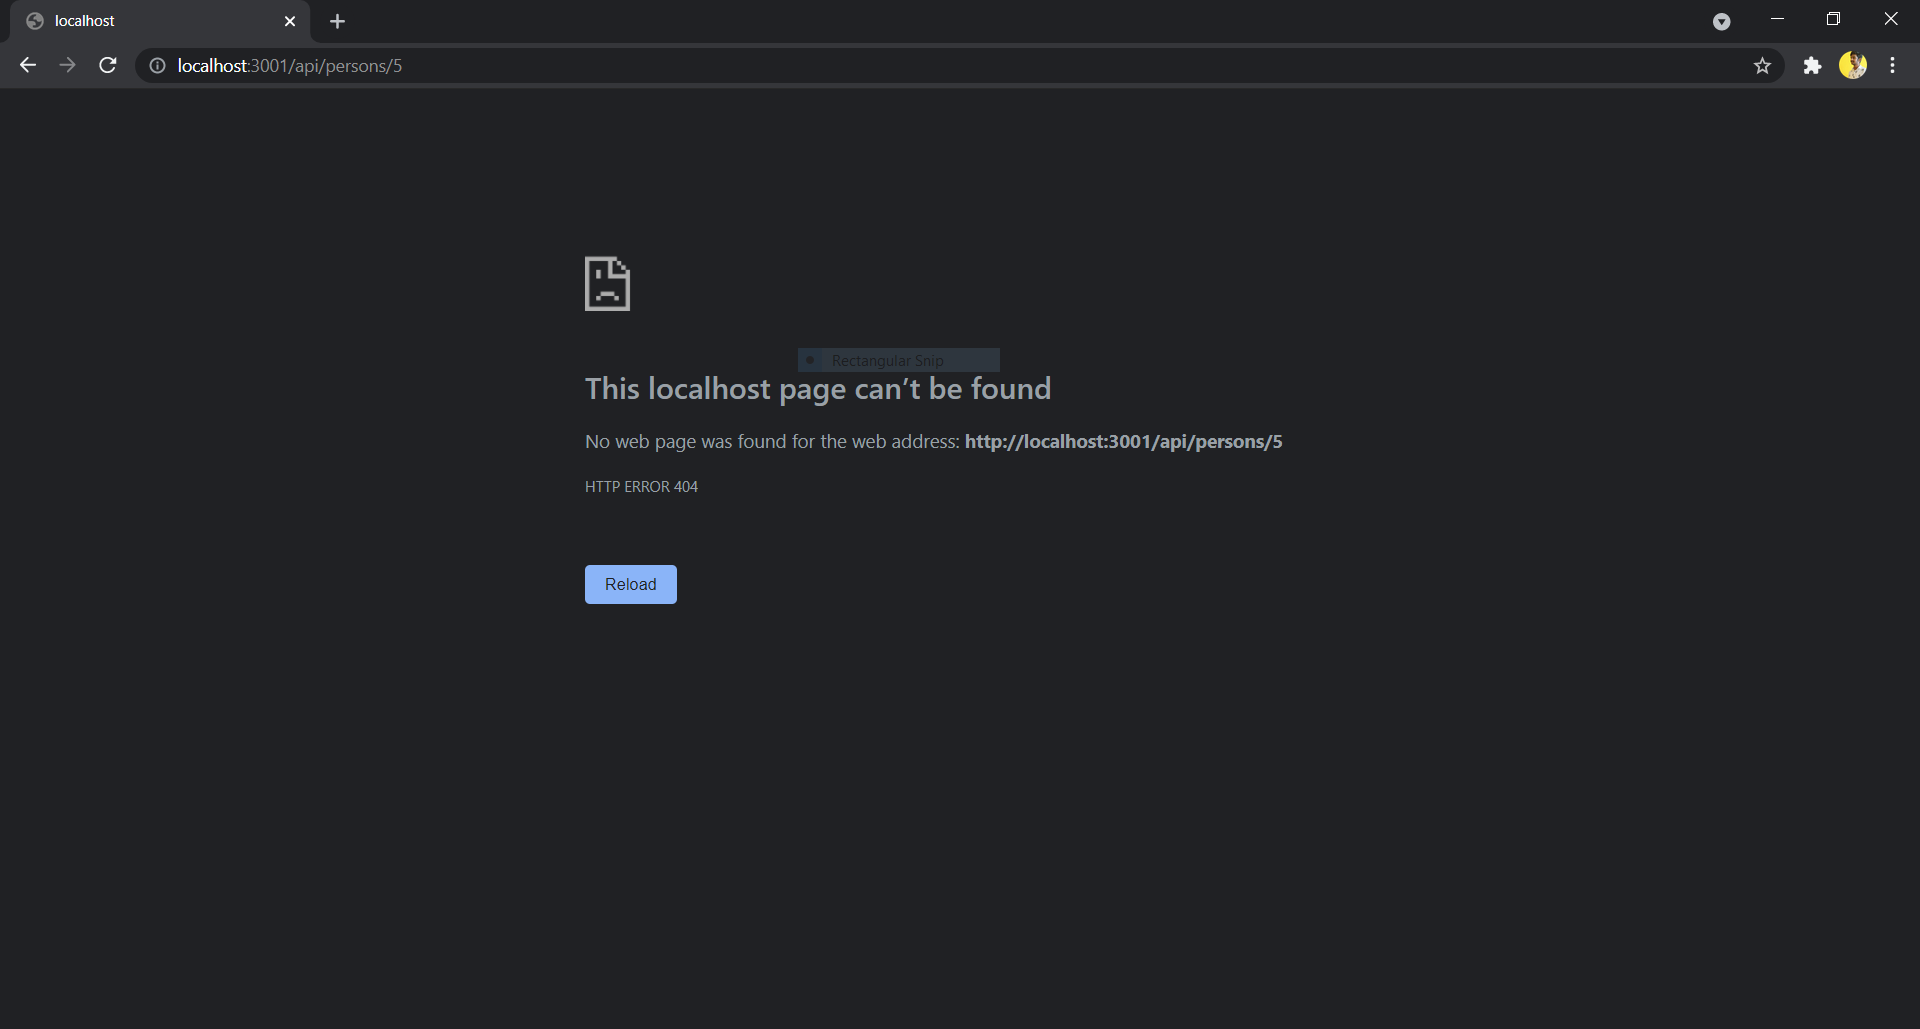 localhost
localhost:3001/api/persons/5
Rectangular Snip
This localhost page can’t be found
No web page was found for the web address: http://localhost:3001/api/persons/5
HTTP ERROR 404
Reload